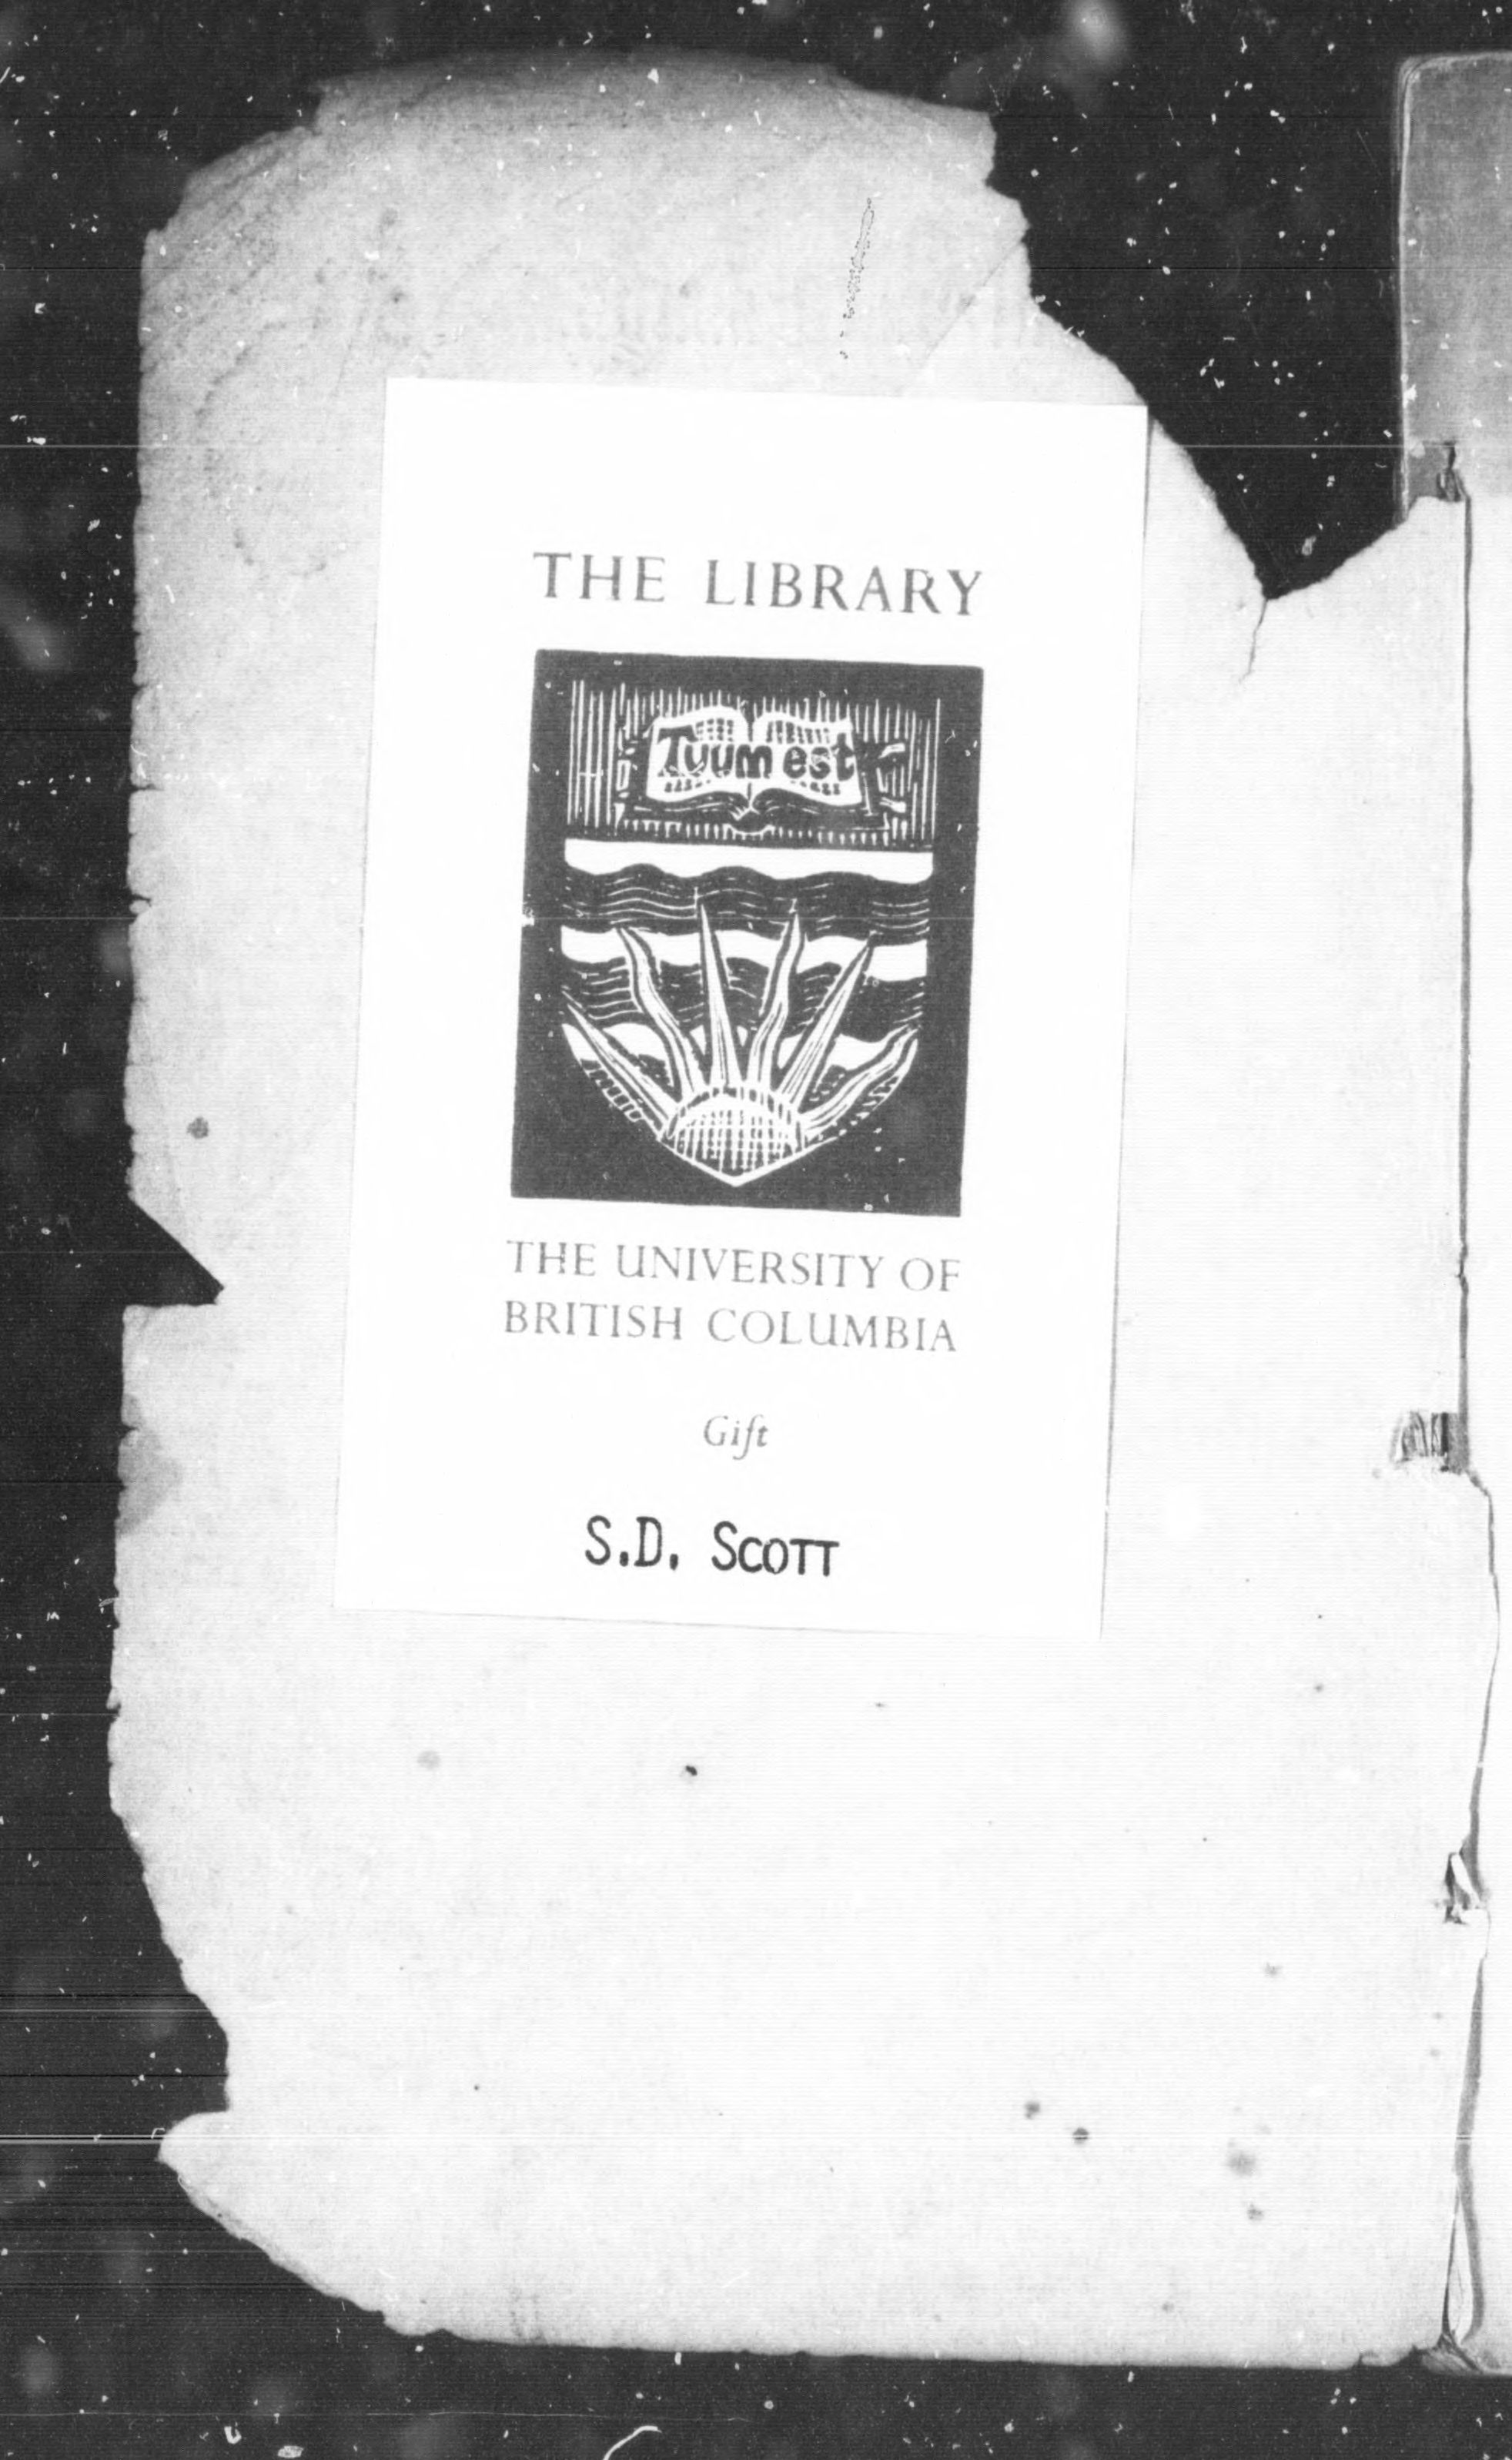 THE LIBRARY
Tuum est
THE UNIVERSITY OF
BRITISH COLUMBIA
Gift
S.D. SCOTT